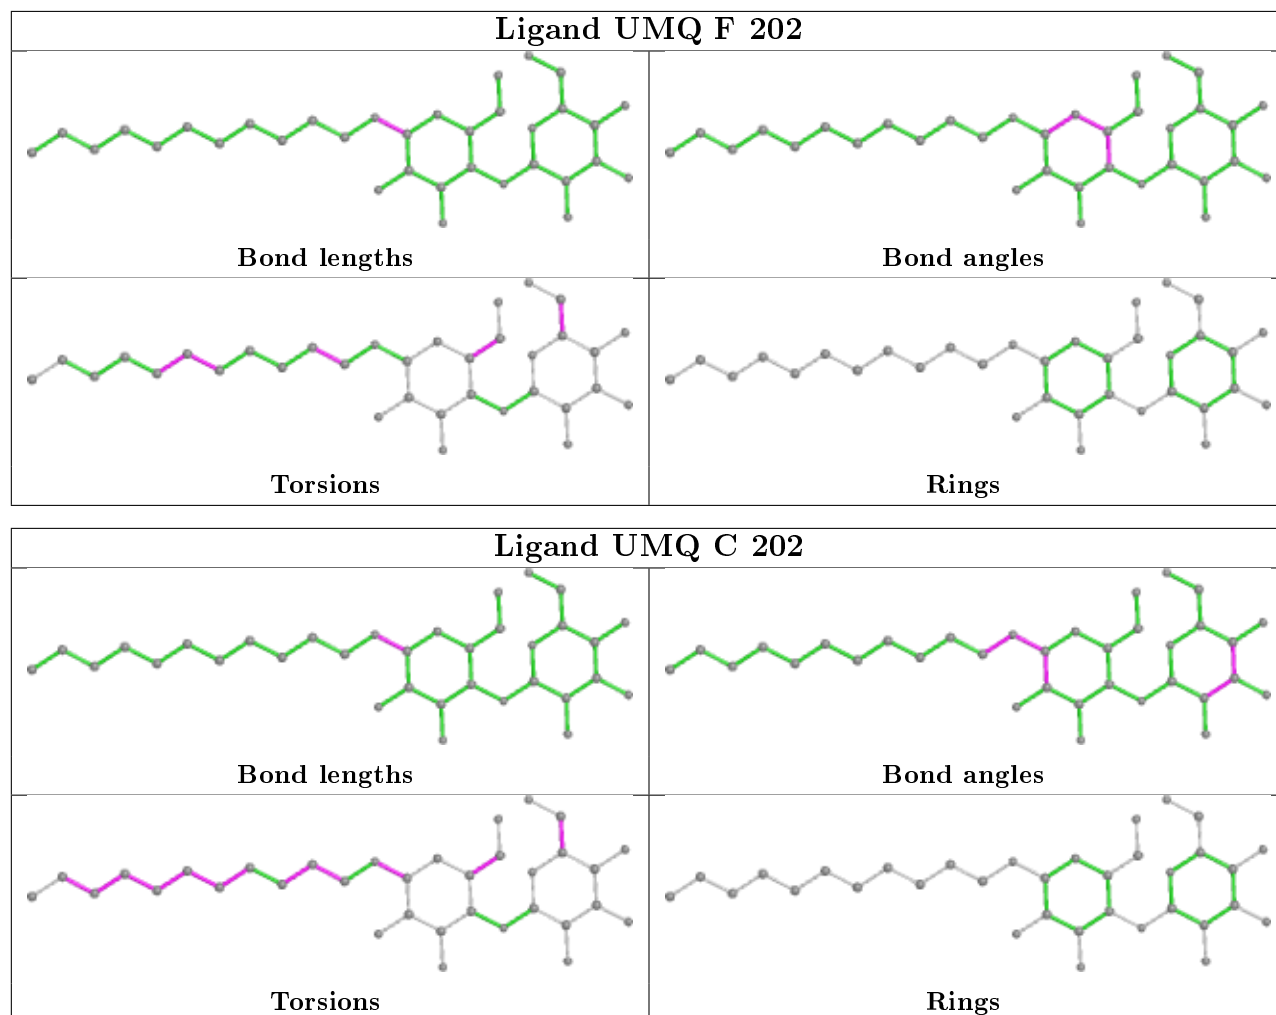 Ligand UMQ F 202
Bond lengths
Bond angles
Torsions
Rings
Ligand UMQ C 202
Bond lengths
Bond angles
Torsions
Rings